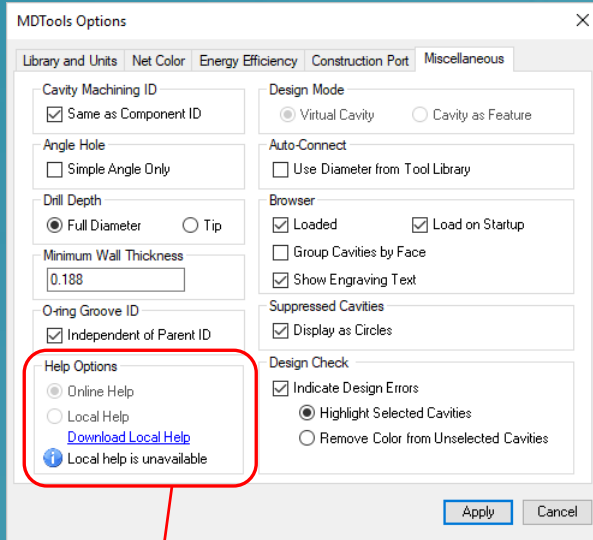 MDTools Options
Library and Units Net Color Energy Efficiency Construction Port Miscellaneous
Cavity Machining ID
Same as Component ID
Angle Hole
Simple Angle Only
Drill Depth
Full Diameter Tip
Minimum Wall Thickness
0.188
O-ring Groove ID
Independent of Parent ID
Help Options
Online Help
Local Help
Download Local Help
Local help is unavailable
Design Mode
Virtual Cavity Cavity as Feature
Auto-Connect
Use Diameter from Tool Library
Browser
Loaded Load on Startup
Group Cavities by Face
Show Engraving Text
Suppressed Cavities
Display as Circles
Design Check
Indicate Design Errors
Highlight Selected Cavities
Remove Color from Unselected Cavities
Apply Cancel